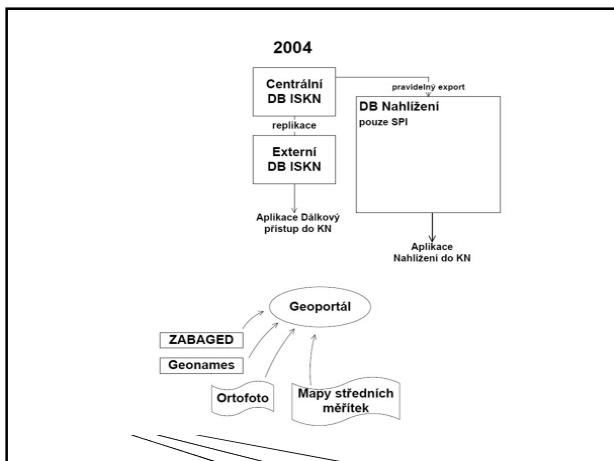 2004
Centrální
DB ISKN
pravidelný export
DB Nahlížení
pouze SPI
replikace
Externí
DB ISKN
Aplikace Dálkový
přístup do KN
Aplikace
Nahlížení do KN
Geoportál
ZABAGED
Geonames
Ortofoto
Mapy středních
měřítek